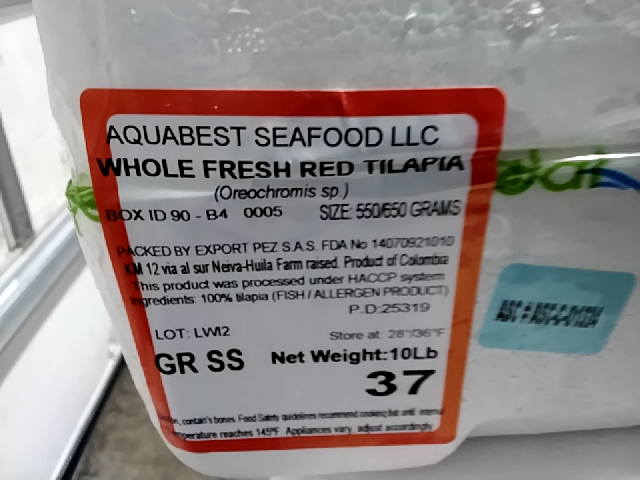 AQUABEST SEAFOOD LLC
WHOLE FRESH RED TILAPIA
(Oreochromis sp.)
BOX ID 90 - B4 0005 SIZE: 550/650 GRAMS
PACKED BY EXPORT PEZ S.A.S. FDA No 14070921010
KM 12 via al sur Neiva-Huila Farm raised. Product of Colombia
This product was processed under HACCP system
Ingredients: 100% tilapia (FISH / ALLERGEN PRODUCT)
P.D:25319
LOT: LWI2 Store at 28°/36°F
GR SS Net Weight:10Lb
37
contain's bones. Food Safety guidelines recommend cooking fish until internal
temperature reaches 145°F. Appliances vary, adjust accordingly